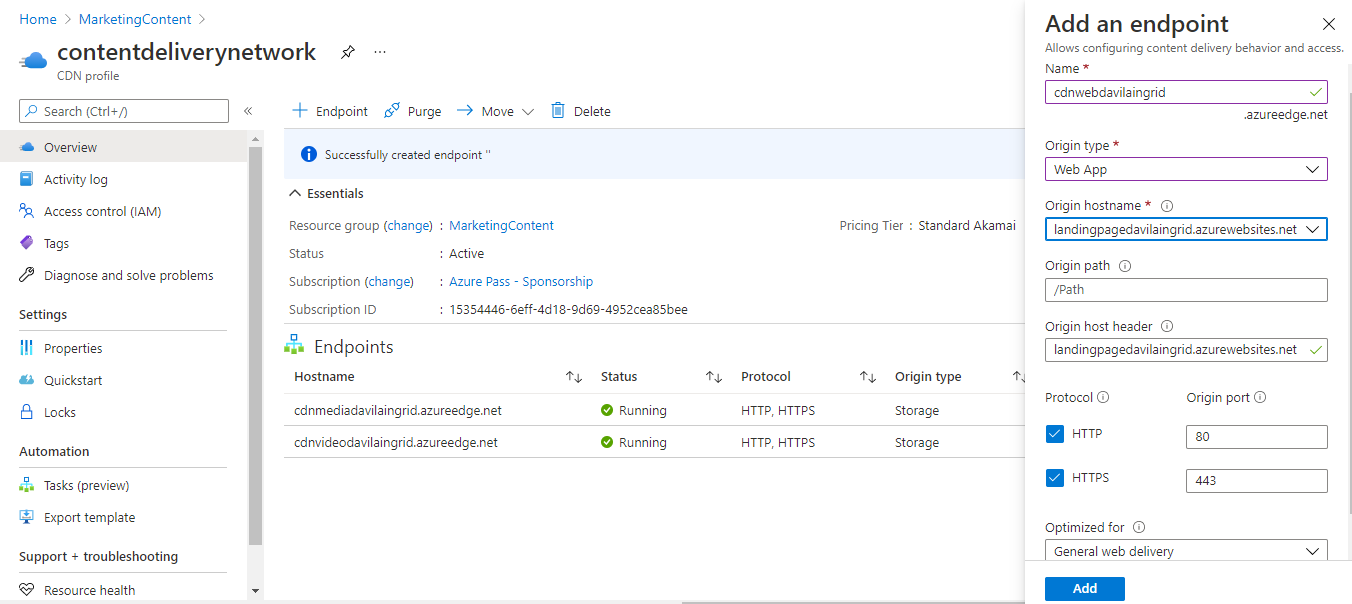 Home > MarketingContent >
contentdeliverynetwork
CDN profile
Search (Ctrl+/)
Overview
Activity log
Access control (IAM)
Tags
Diagnose and solve problems
Settings
Properties
Quickstart
Locks
Automation
Tasks (preview)
Export template
Support + troubleshooting
Resource health
Endpoint Purge Move Delete
Successfully created endpoint ''
Essentials
Resource group (change) : MarketingContent
Pricing Tier : Standard Akamai
Status : Active
Subscription (change) : Azure Pass - Sponsorship
Subscription ID : 15354446-6eff-4d18-9d69-4952cea85bee
Endpoints
Hostname Status Protocol Origin type
cdnmediadavilaingrid.azureedge.net Running HTTP, HTTPS Storage
cdnvideodavilaingrid.azureedge.net Running HTTP, HTTPS Storage
Add an endpoint
Allows configuring content delivery behavior and access.
Name *
cdnwebdavilaingrid
.azureedge.net
Origin type *
Web App
Origin hostname *
landingpagedavilaingrid.azurewebsites.net
Origin path
/Path
Origin host header
landingpagedavilaingrid.azurewebsites.net
Protocol Origin port
HTTP 80
HTTPS 443
Optimized for
General web delivery
Add